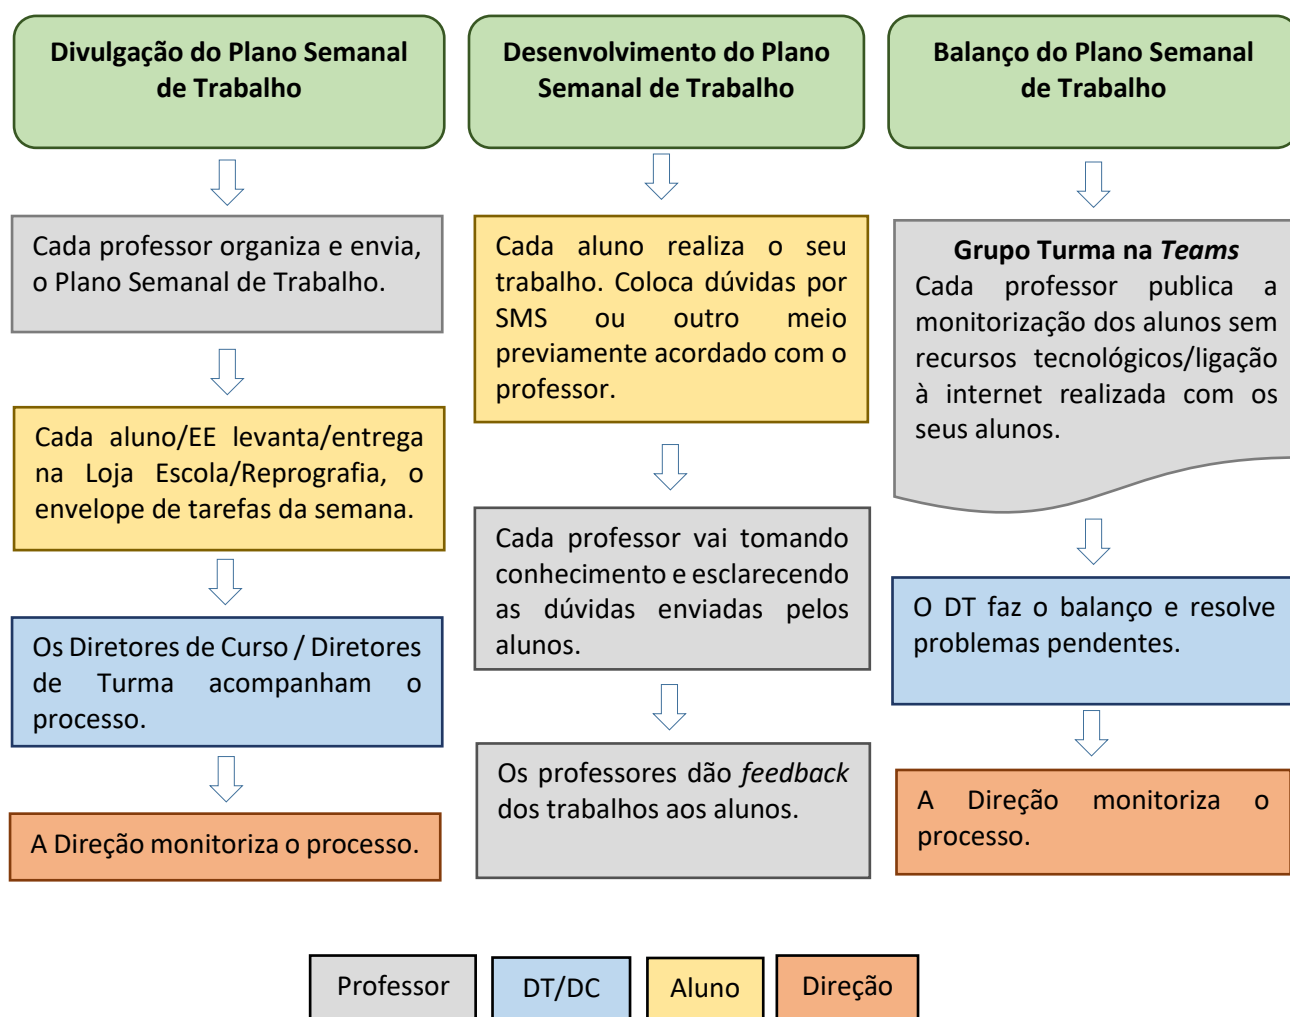 Divulgação do Plano Semanal
de Trabalho
Cada professor organiza e envia,
o Plano Semanal de Trabalho.
Cada aluno/EE levanta/entrega
na Loja Escola/Reprografia, o
envelope de tarefas da semana.
Os Diretores de Curso / Diretores
de Turma acompanham o
processo.
A Direção monitoriza o processo.
Desenvolvimento do Plano
Semanal de Trabalho
Cada aluno realiza o seu
trabalho. Coloca dúvidas por
SMS ou outro meio
previamente acordado com o
professor.
Cada professor vai tomando
conhecimento e esclarecendo
as dúvidas enviadas pelos
alunos.
Os professores dão feedback
dos trabalhos aos alunos.
Balanço do Plano Semanal
de Trabalho
Grupo Turma na Teams
Cada professor publica a
monitorização dos alunos sem
recursos tecnológicos/ligação
à internet realizada com os
seus alunos.
O DT faz o balanço e resolve
problemas pendentes.
A Direção monitoriza o
processo.
Professor
DT/DC
Aluno
Direção